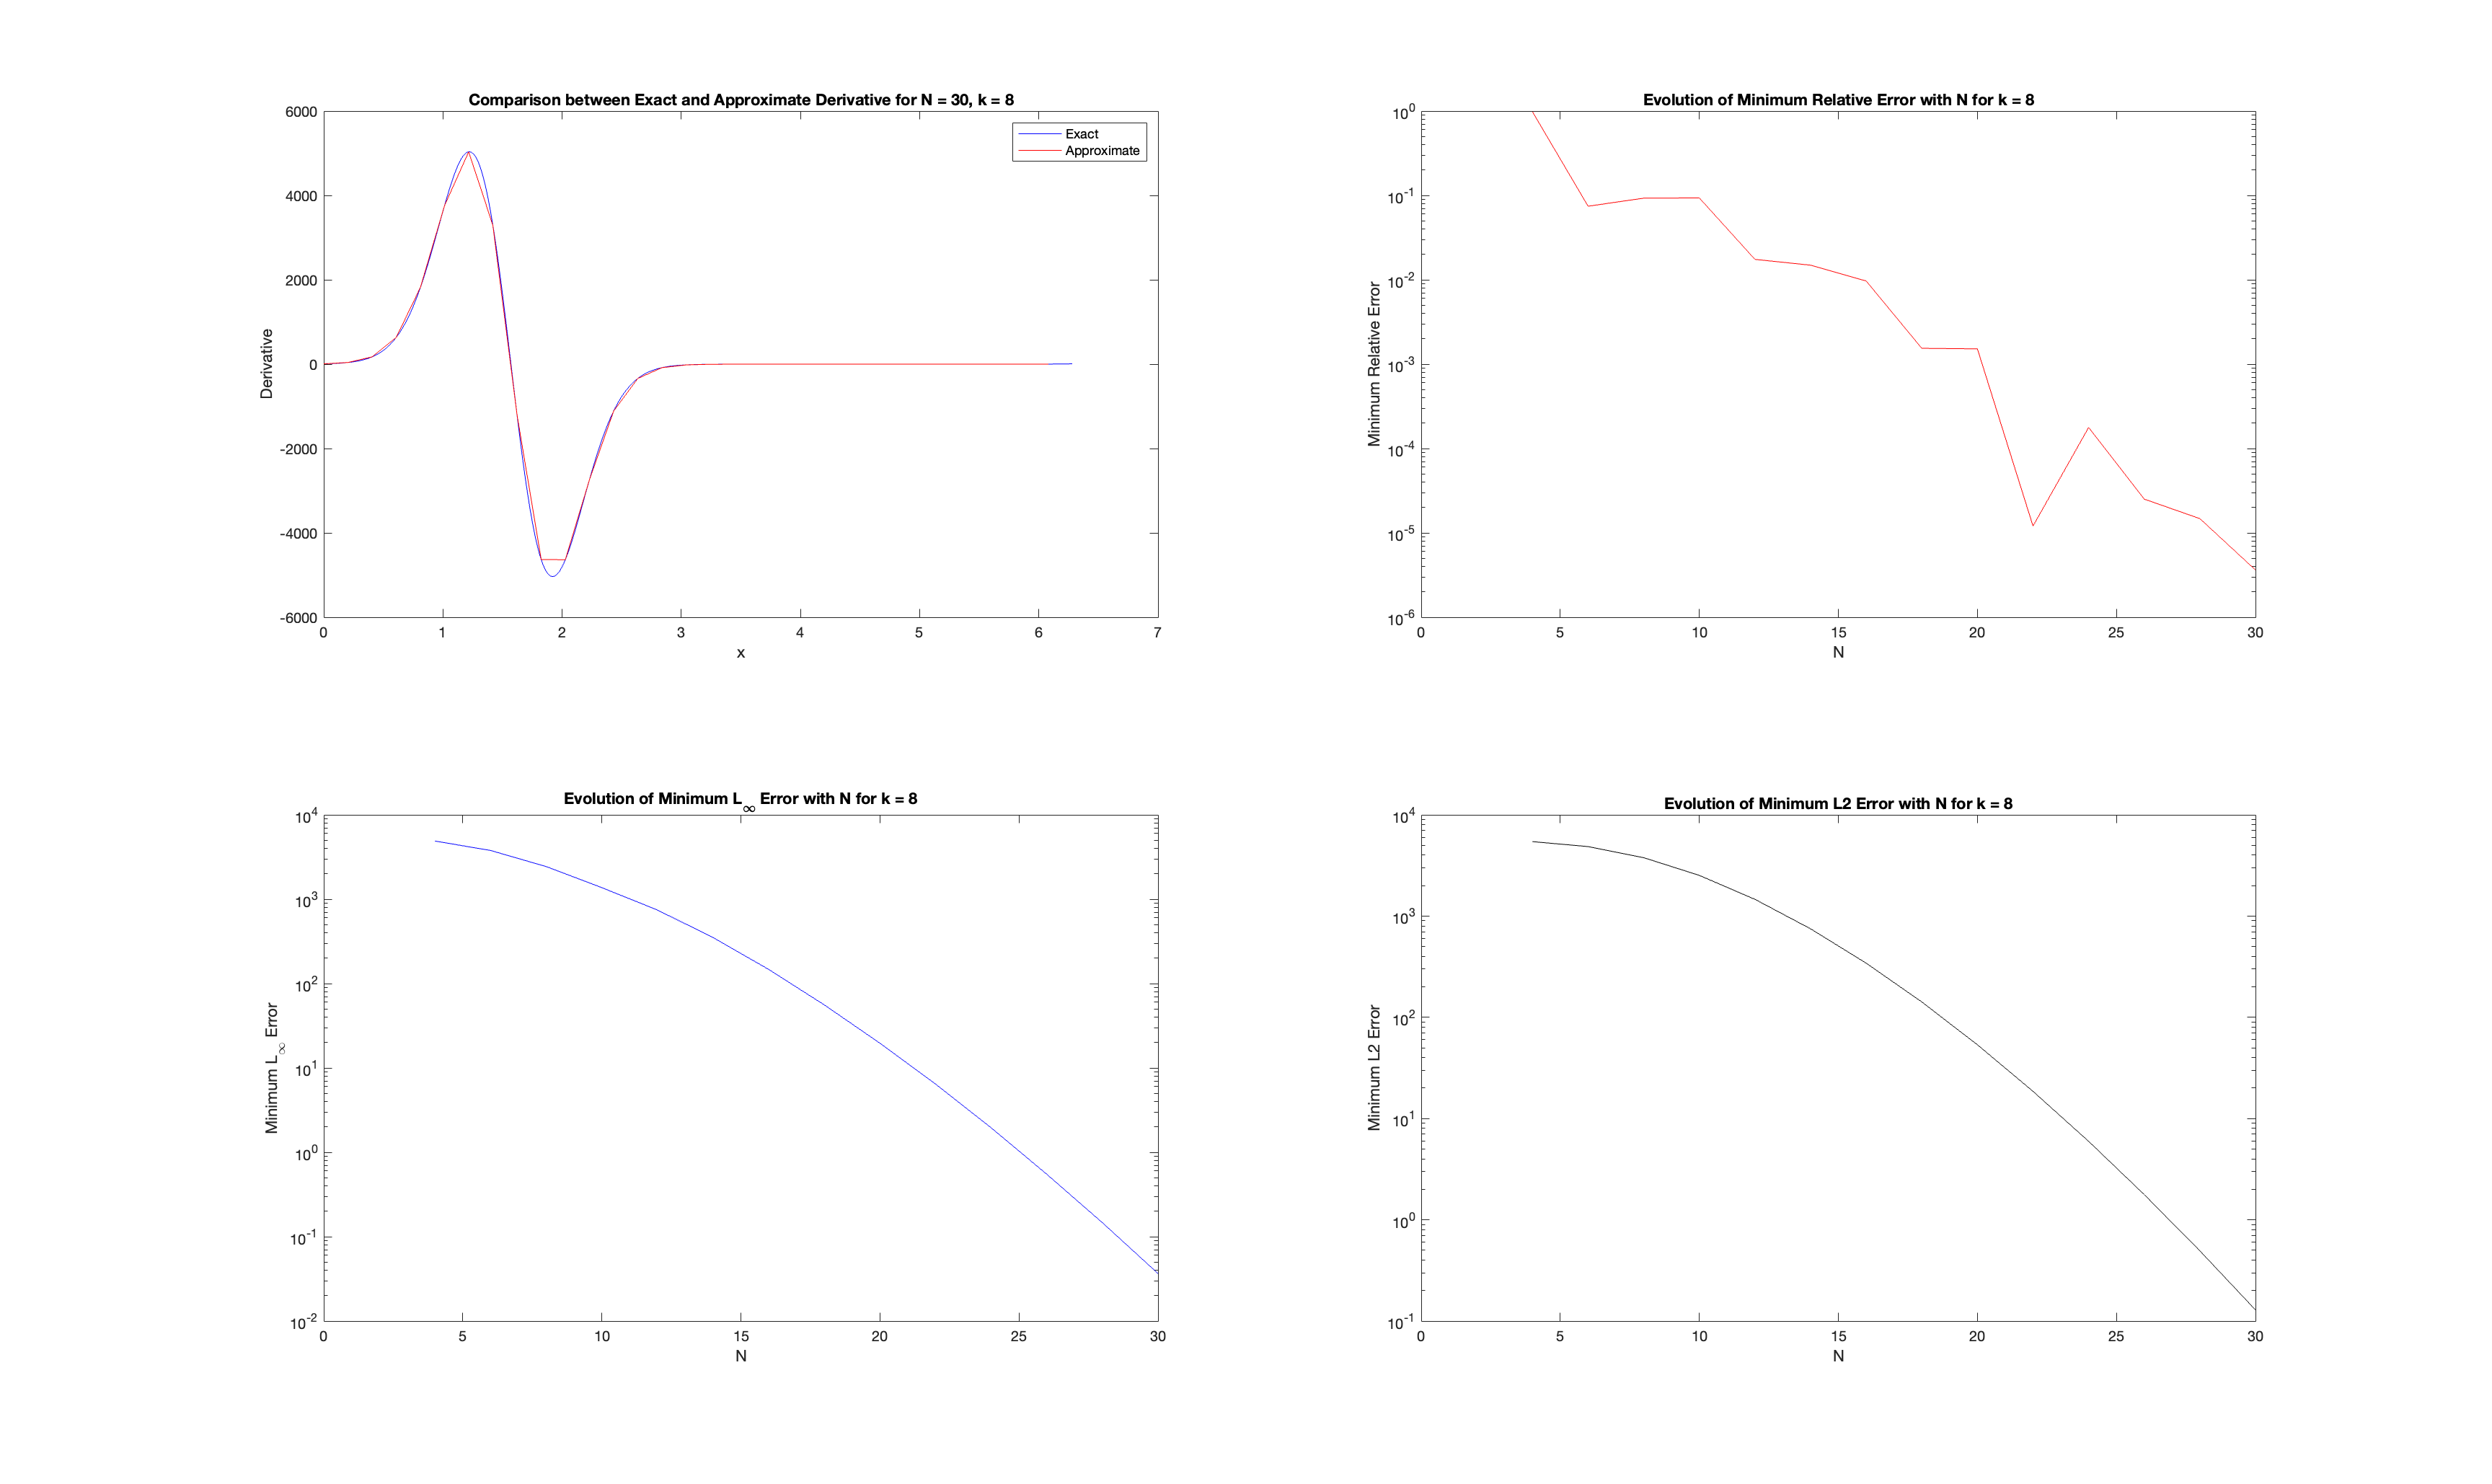 Comparison between Exact and Approximate Derivative for N = 30, k = 8
6000
4000
2000
0
-2000
-4000
-6000
Derivative
0 1 2 3 4 5 6 7
x
Exact
Approximate
Evolution of Minimum Relative Error with N for k = 8
10^0
10^-1
10^-2
10^-3
10^-4
10^-5
10^-6
Minimum Relative Error
0 5 10 15 20 25 30
N
Evolution of Minimum L_∞ Error with N for k = 8
10^4
10^3
10^2
10^1
10^0
10^-1
10^-2
Minimum L_∞ Error
0 5 10 15 20 25 30
N
Evolution of Minimum L2 Error with N for k = 8
10^4
10^3
10^2
10^1
10^0
10^-1
Minimum L2 Error
0 5 10 15 20 25 30
N